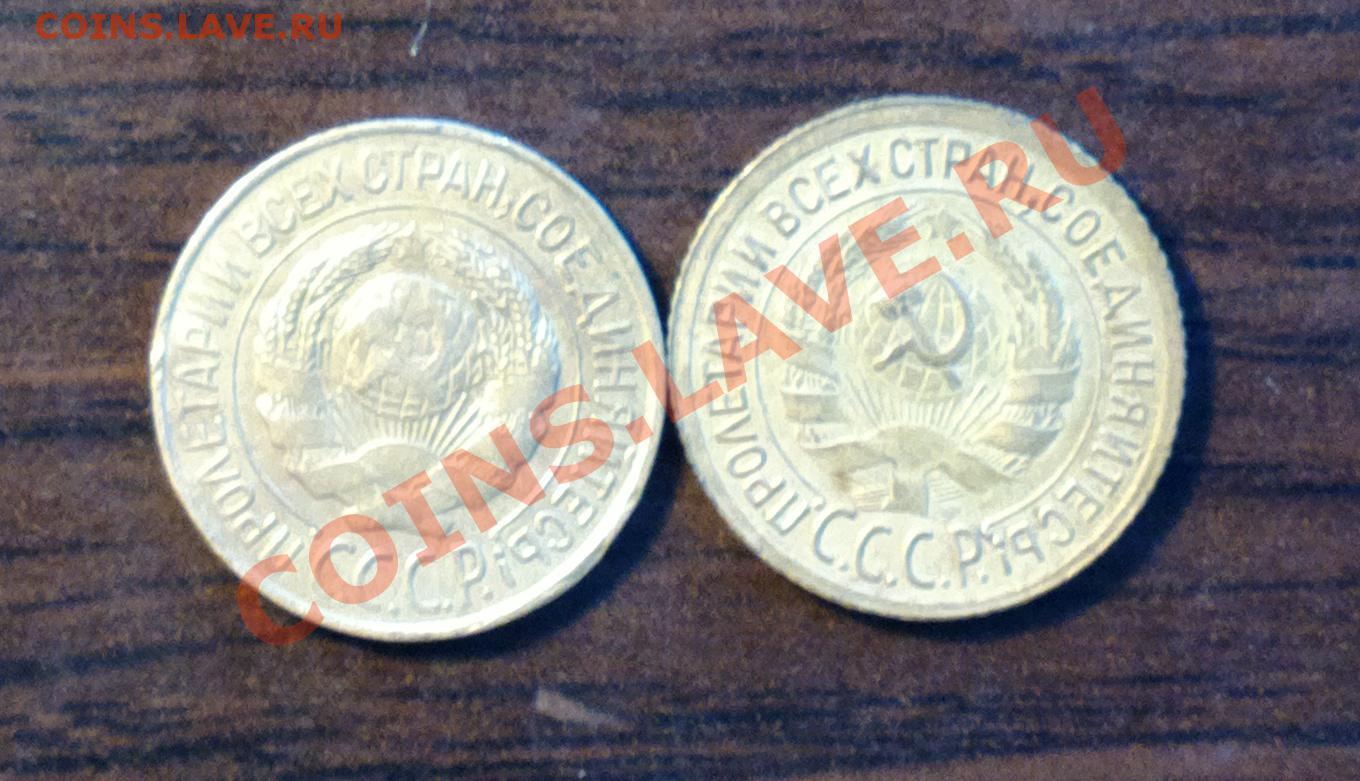 COINS.LAVE.RU
ПРОЛЕТАРИИ ВСЕХ СТРАН, СОЕДИНЯЙТЕСЬ!
С.С.С.Р.
ПРОЛЕТАРИИ ВСЕХ СТРАН, СОЕДИНЯЙТЕСЬ!
С.С.С.Р.
COINS.LAVE.RU